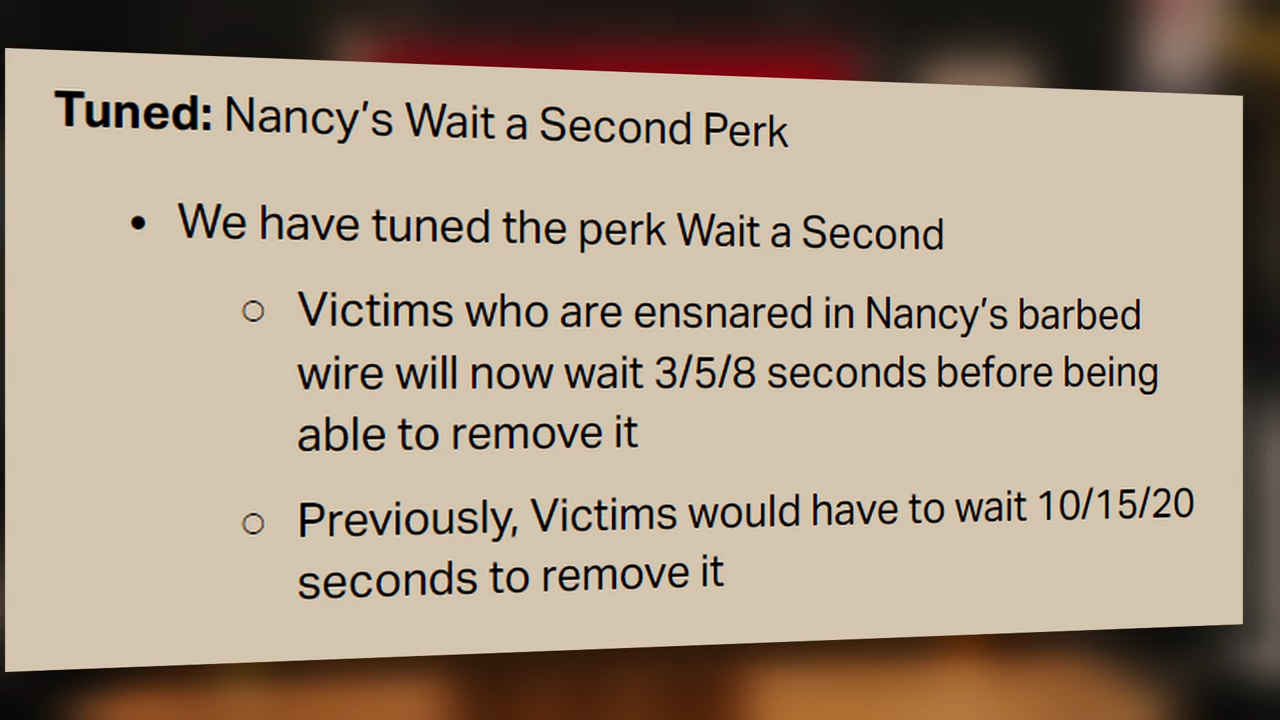 Tuned: Nancy’s Wait a Second Perk
• We have tuned the perk Wait a Second
○ Victims who are ensnared in Nancy’s barbed
wire will now wait 3/5/8 seconds before being
able to remove it
○ Previously, Victims would have to wait 10/15/20
seconds to remove it